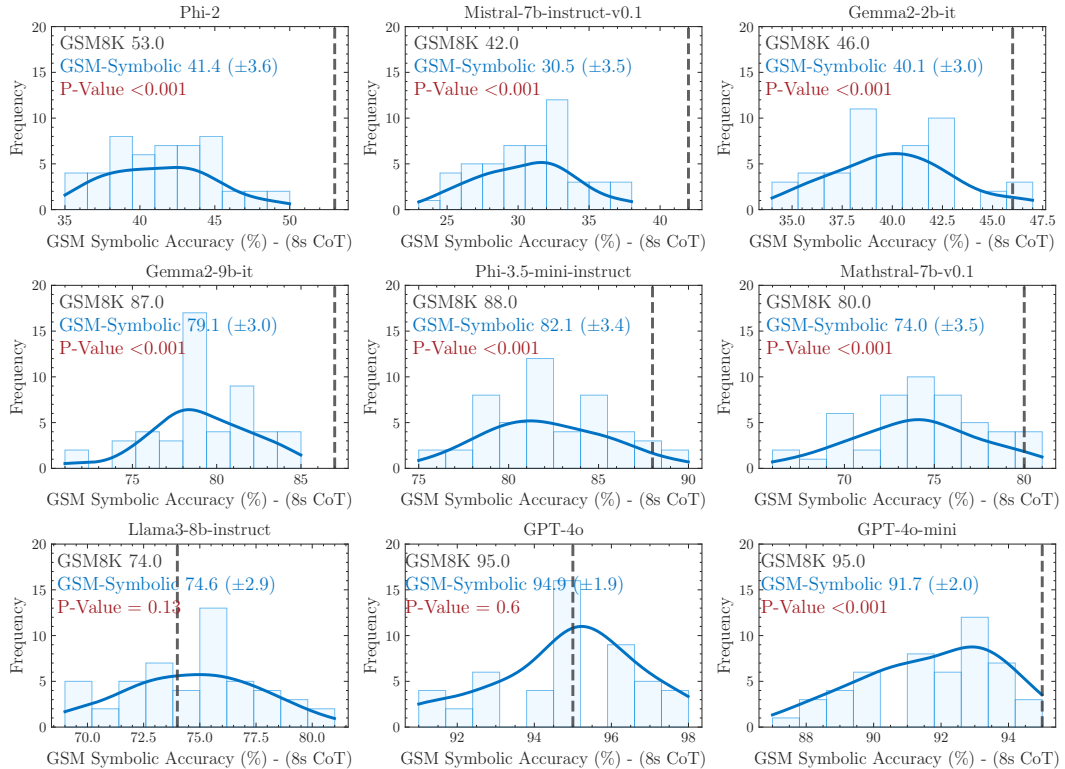 Phi-2
20
15
10
5
0
Frequency
GSM8K 53.0
GSM-Symbolic 41.4 (±3.6)
P-Value <0.001
35 40 45 50
GSM Symbolic Accuracy (%) - (8s CoT)
Mistral-7b-instruct-v0.1
20
15
10
5
0
Frequency
GSM8K 42.0
GSM-Symbolic 30.5 (±3.5)
P-Value <0.001
25 30 35 40
GSM Symbolic Accuracy (%) - (8s CoT)
Gemma2-2b-it
20
15
10
5
0
Frequency
GSM8K 46.0
GSM-Symbolic 40.1 (±3.0)
P-Value <0.001
35.0 37.5 40.0 42.5 45.0 47.5
GSM Symbolic Accuracy (%) - (8s CoT)
Gemma2-9b-it
20
15
10
5
0
Frequency
GSM8K 87.0
GSM-Symbolic 79.1 (±3.0)
P-Value <0.001
75 80 85
GSM Symbolic Accuracy (%) - (8s CoT)
Phi-3.5-mini-instruct
20
15
10
5
0
Frequency
GSM8K 88.0
GSM-Symbolic 82.1 (±3.4)
P-Value <0.001
75 80 85 90
GSM Symbolic Accuracy (%) - (8s CoT)
Mathstral-7b-v0.1
20
15
10
5
0
Frequency
GSM8K 80.0
GSM-Symbolic 74.0 (±3.5)
P-Value <0.001
70 75 80
GSM Symbolic Accuracy (%) - (8s CoT)
Llama3-8b-instruct
20
15
10
5
0
Frequency
GSM8K 74.0
GSM-Symbolic 74.6 (±2.9)
P-Value = 0.13
70.0 72.5 75.0 77.5 80.0
GSM Symbolic Accuracy (%) - (8s CoT)
GPT-4o
20
15
10
5
0
Frequency
GSM8K 95.0
GSM-Symbolic 94.9 (±1.9)
P-Value = 0.6
92 94 96 98
GSM Symbolic Accuracy (%) - (8s CoT)
GPT-4o-mini
20
15
10
5
0
Frequency
GSM8K 95.0
GSM-Symbolic 91.7 (±2.0)
P-Value <0.001
88 90 92 94
GSM Symbolic Accuracy (%) - (8s CoT)